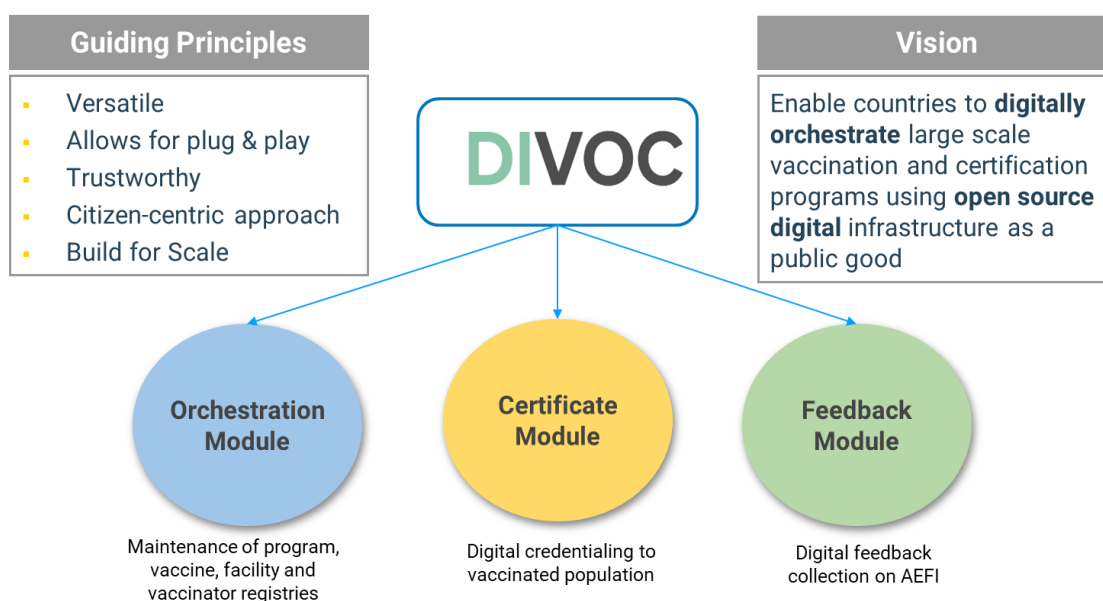 Guiding Principles
Versatile
Allows for plug & play
Trustworthy
Citizen-centric approach
Build for Scale
DIVOC
Vision
Enable countries to digitally
orchestrate large scale
vaccination and certification
programs using open source
digital infrastructure as a
public good
Orchestration
Module
Maintenance of program,
vaccine, facility and
vaccinator registries
Certificate
Module
Digital credentialing to
vaccinated population
Feedback
Module
Digital feedback
collection on AEFI